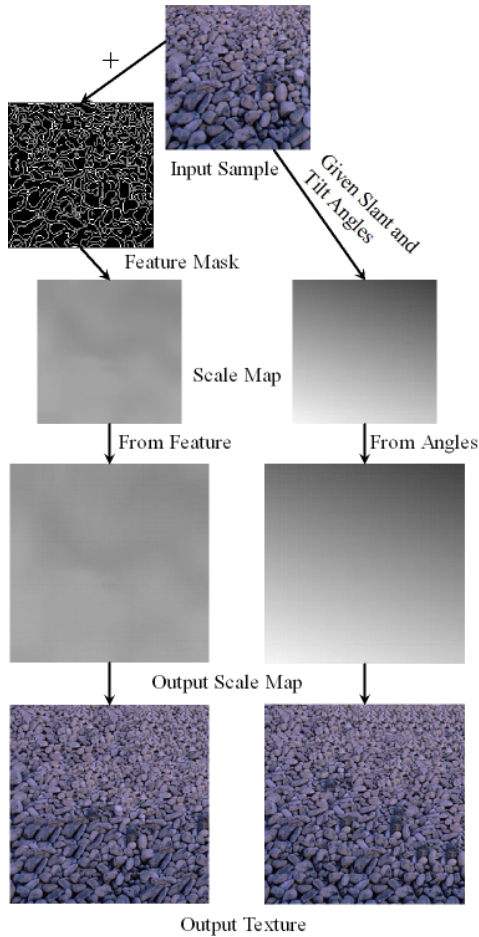 +
Input Sample
Given Slant and
Tilt Angles
Feature Mask
Scale Map
From Feature
From Angles
Output Scale Map
Output Texture